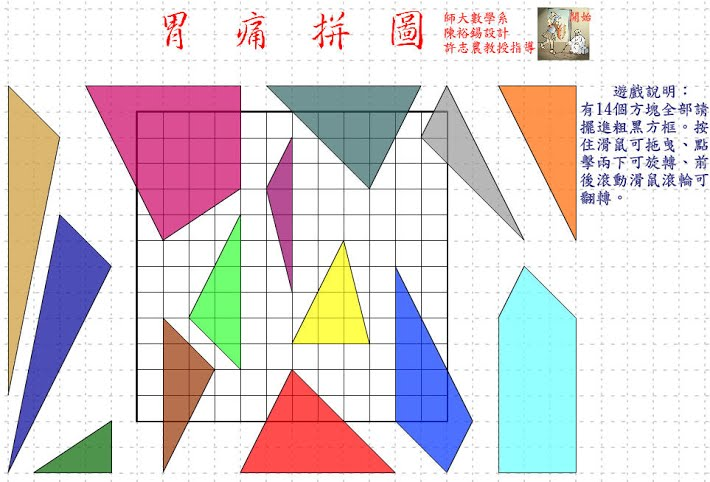 胃痛拼圖
師大數學系
陳裕錫設計
許志農教授指導
開始
遊戲說明：
有14個方塊全部請
擺進粗黑方框。按
住滑鼠可拖曳、點
擊兩下可旋轉、前
後滾動滑鼠滾輪可
翻轉。